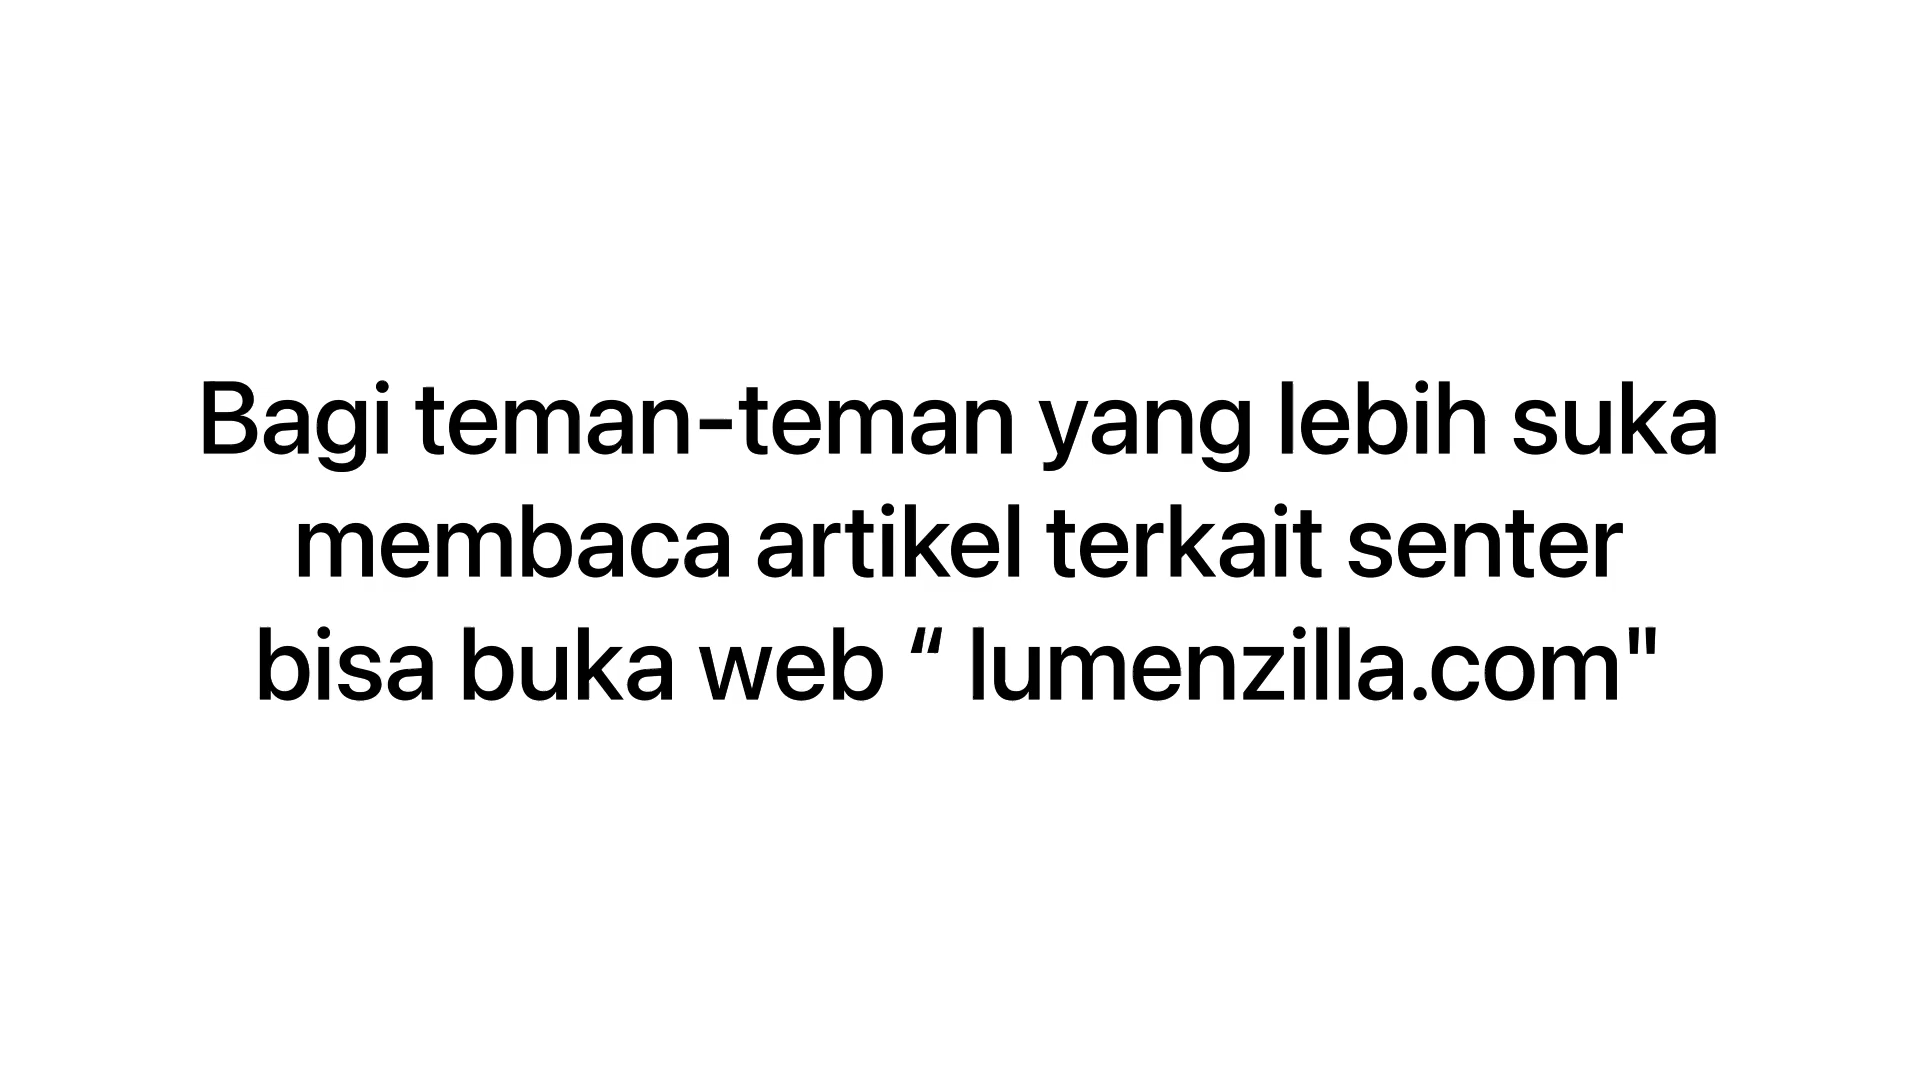 Bagi teman-teman yang lebih suka
membaca artikel terkait senter
bisa buka web “ lumenzilla.com"